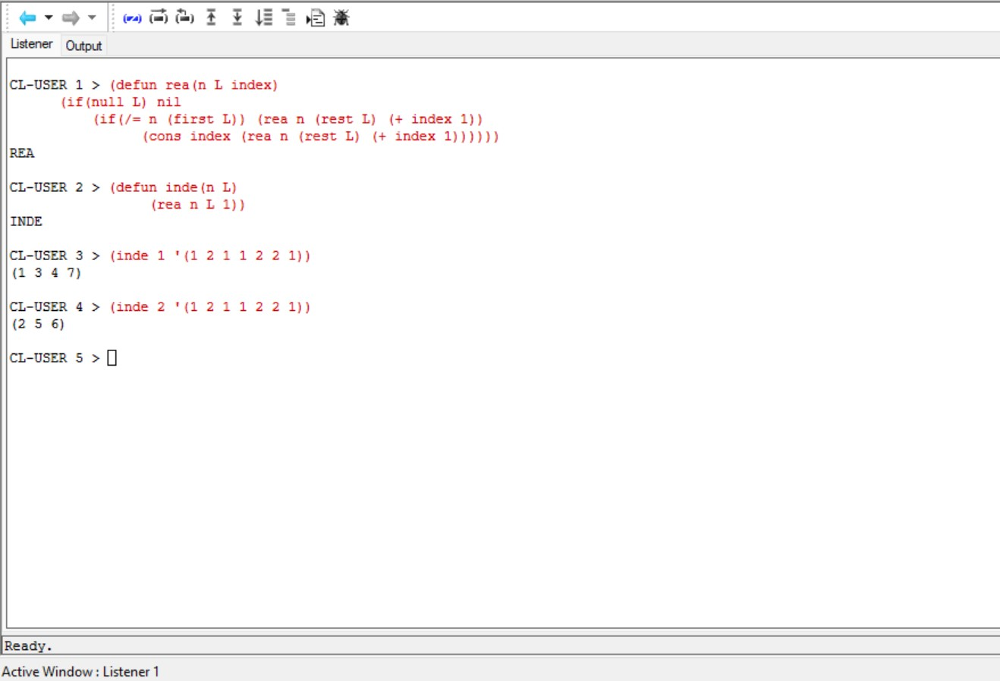 Listener Output
CL-USER 1 > (defun rea(n L index)
(if(null L) nil
(if(/= n (first L)) (rea n (rest L) (+ index 1))
(cons index (rea n (rest L) (+ index 1))))))
REA
CL-USER 2 > (defun inde(n L)
(rea n L 1))
INDE
CL-USER 3 > (inde 1 '(1 2 1 1 2 2 1))
(1 3 4 7)
CL-USER 4 > (inde 2 '(1 2 1 1 2 2 1))
(2 5 6)
CL-USER 5 >
Ready.
Active Window : Listener 1